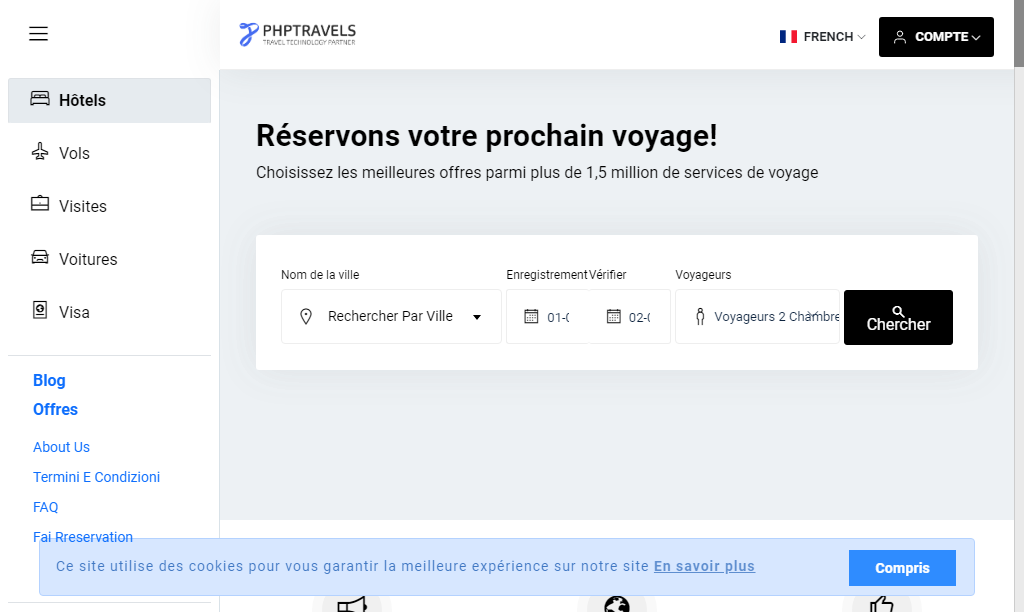 PHPTRAVELS
TRAVEL TECHNOLOGY PARTNER
FRENCH
COMPTE
Hôtels
Vols
Visites
Voitures
Visa
Blog
Offres
About Us
Termini E Condizioni
FAQ
Fai Rreservation
Réservons votre prochain voyage!
Choisissez les meilleures offres parmi plus de 1,5 million de services de voyage
Nom de la ville
Enregistrement Vérifier
Voyageurs
Rechercher Par Ville
01-0
02-0
Voyageurs 2 Chambre
Chercher
Ce site utilise des cookies pour vous garantir la meilleure expérience sur notre site En savoir plus
Compris